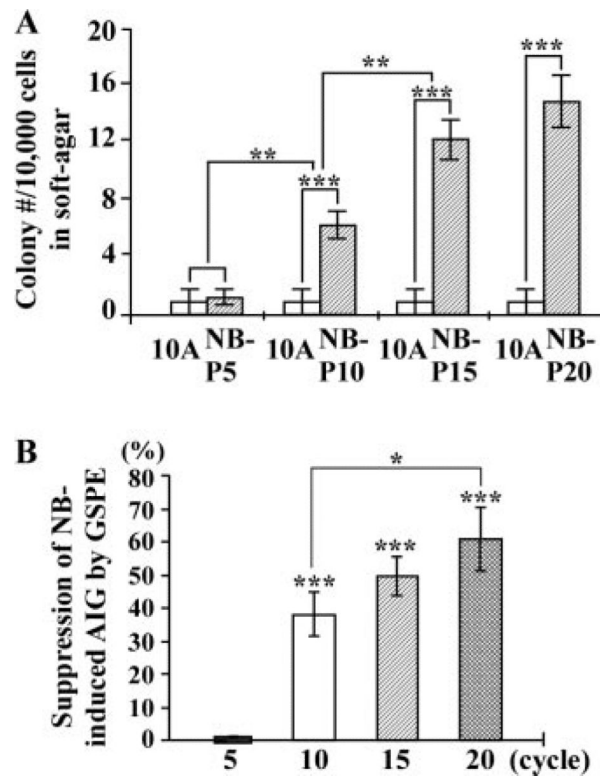 A
Colony #/10,000 cells
in soft-agar
20
16
12
8
4
0
**
**
***
***
***
10A NB-P5
10A NB-P10
10A NB-P15
10A NB-P20
B
(%)
Suppression of NB-
induced AIG by GSPE
80
70
60
50
40
30
20
10
0
*
***
***
***
5 10 15 20 (cycle)